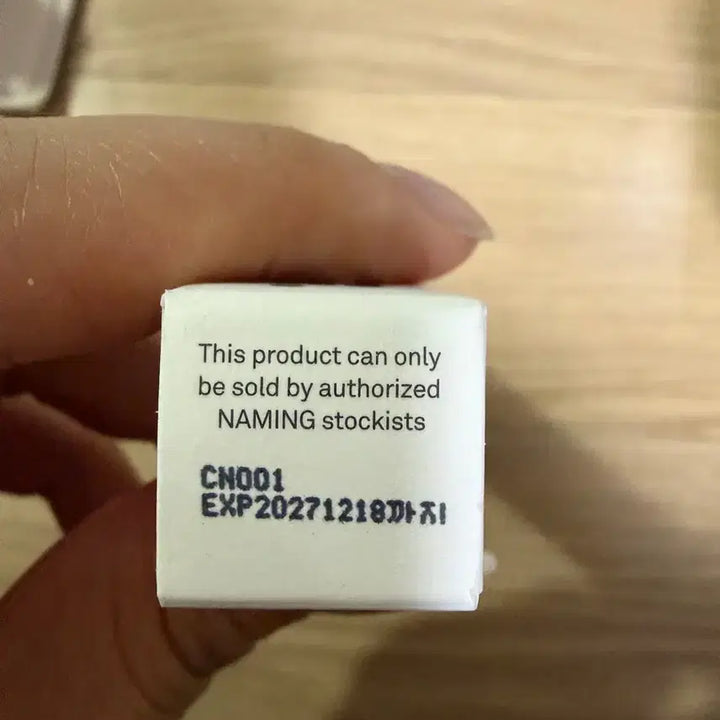 This product can only
be sold by authorized
NAMING stockists
CN001
EXP20271218까지